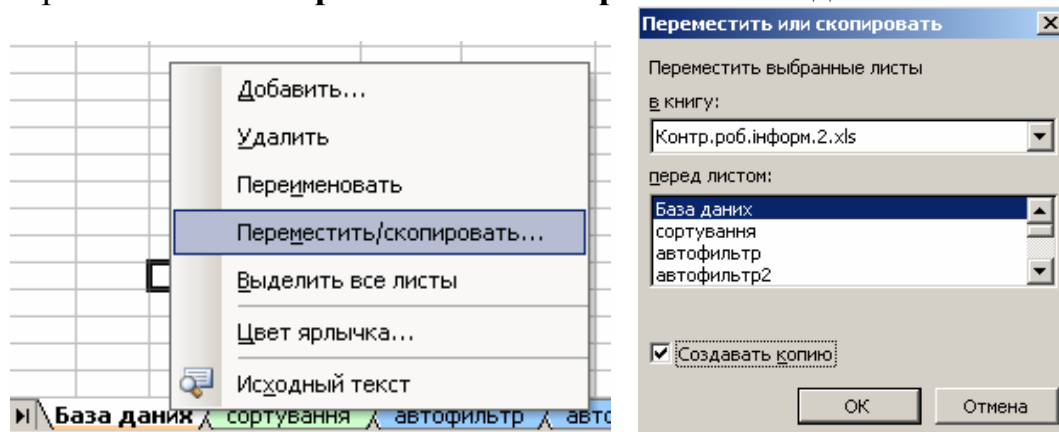 Добавить...
Удалить
Переименовать
Переместить/скопировать...
Выделить все листы
Цвет ярлычка...
Исходный текст
База даних
сортування
автофильтр
Переместить или скопировать
Переместить выбранные листы
в книгу:
Контр.роб.інформ.2.xls
перед листом:
База даних
сортування
автофильтр
автофильтр2
Создавать копию
ОК
Отмена